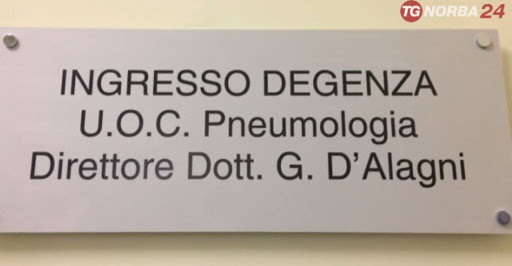 TG NORBA 24
INGRESSO DEGENZA
U.O.C. Pneumologia
Direttore Dott. G. D'Alagni